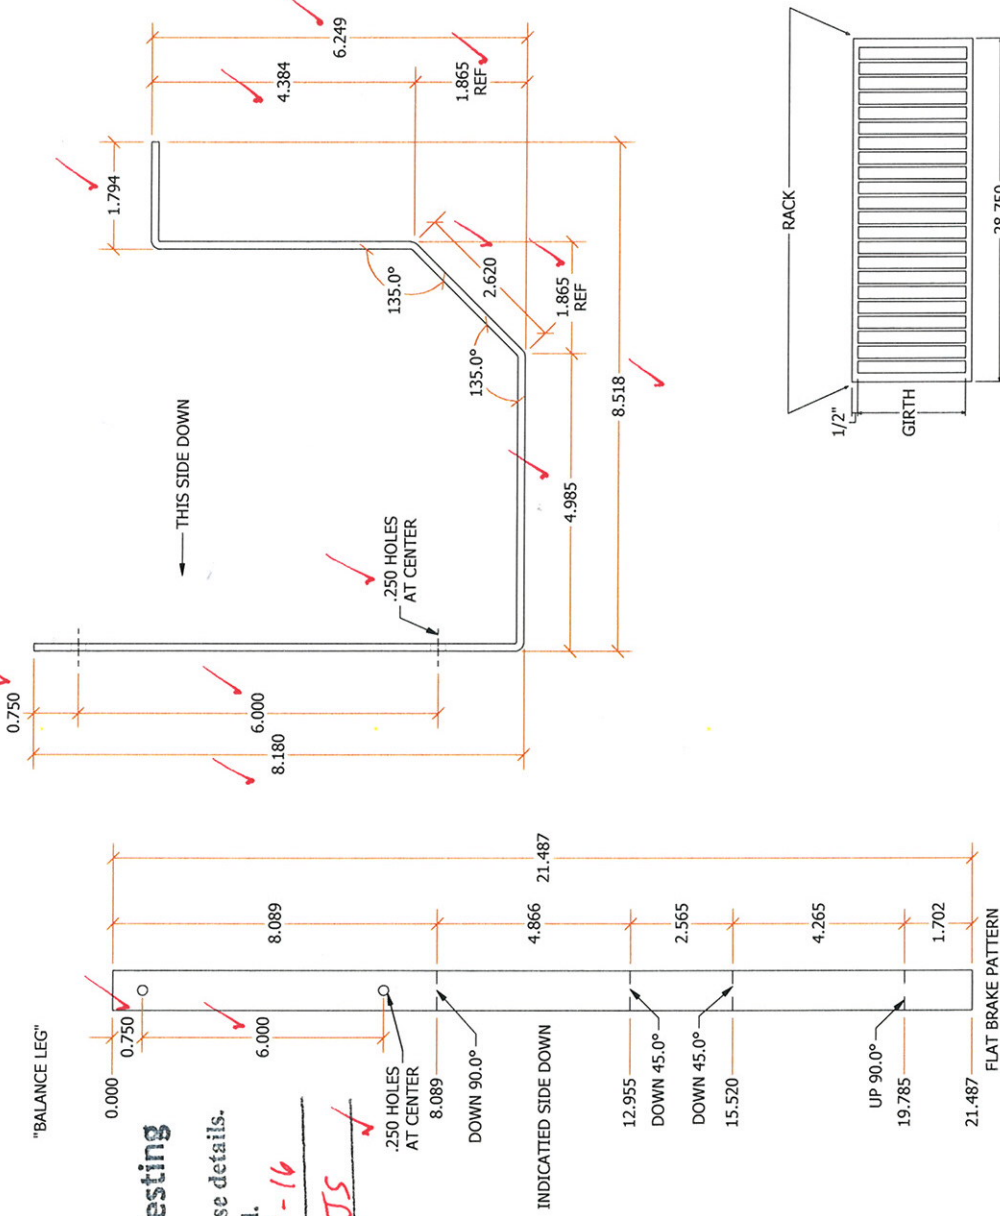 "BALANCE LEG"
esting
se details.
d.
- 16
JS
0.000
0.750
6.000
.250 HOLES
AT CENTER
8.089
DOWN 90.0°
INDICATIED SIDE DOWN
12.955
DOWN 45.0°
DOWN 45.0°
15.520
UP 90.0°
19.785
21.487
8.089
4.866
2.565
4.265
1.702
21.487
FLAT BRAKE PATTERN
0.750
6.000
8.180
THIS SIDE DOWN
.250 HOLES
AT CENTER
1.794
6.249
4.384
1.865
REF
135.0°
135.0°
2.620
1.865
REF
4.985
8.518
RACK
1/2"
GIRTH
28.750